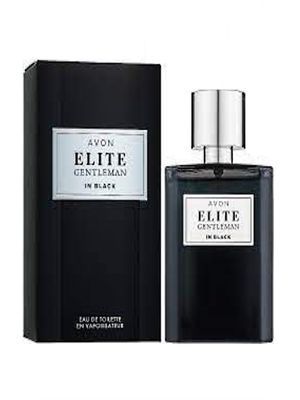 AVON
ELITE
GENTLEMAN
IN BLACK
EAU DE TOILETTE
EN VAPORISATEUR
AVON
ELITE
GENTLEMAN
IN BLACK